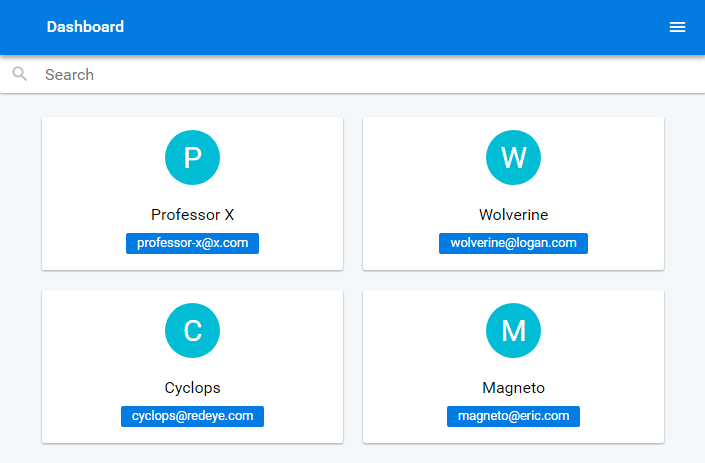 Dashboard
Search
P
Professor X
professor-x@x.com
W
Wolverine
wolverine@logan.com
C
Cyclops
cyclops@redeye.com
M
Magneto
magneto@eric.com